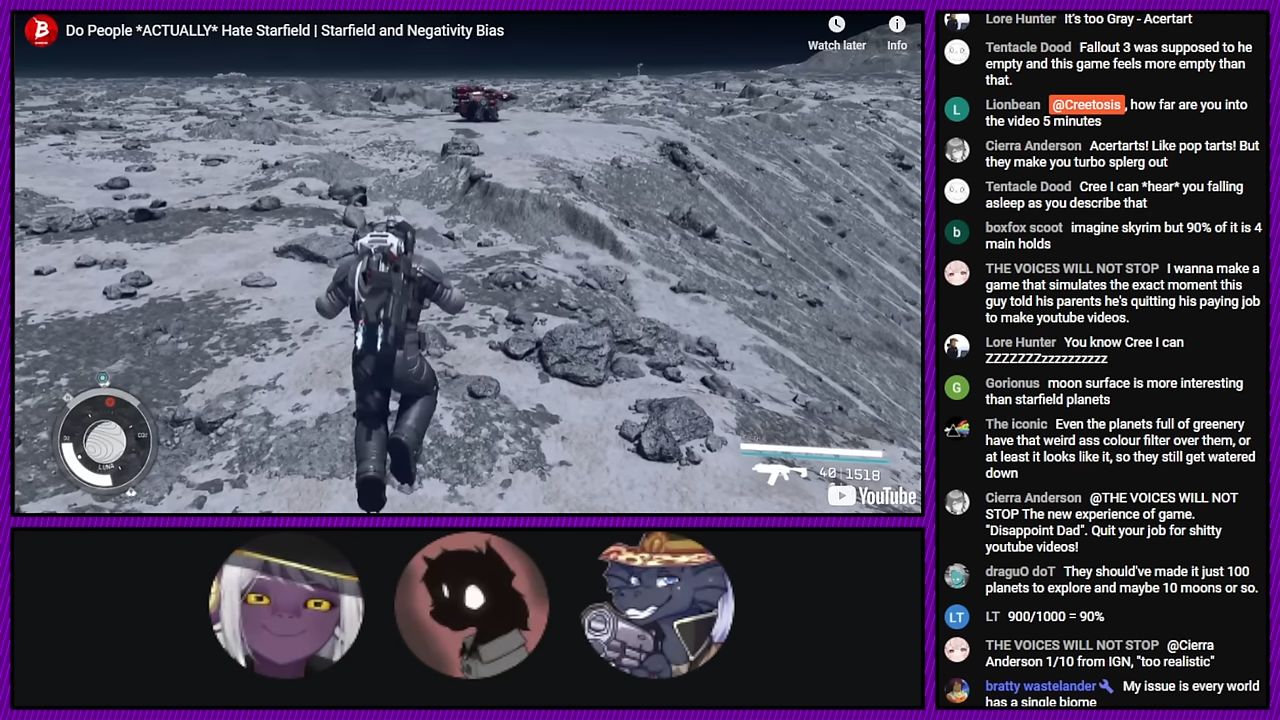 Do People *ACTUALLY* Hate Starfield | Starfield and Negativity Bias
Watch later
Info
LUNA
40 | 1518
YouTube
Lore Hunter It's too Gray - Acertart
Tentacle Dood Fallout 3 was supposed to he
empty and this game feels more empty than
that.
L
Lionbean @Creetosis, how far are you into
the video 5 minutes
Cierra Anderson Acertarts! Like pop tarts! But
they make you turbo splerg out
Tentacle Dood Cree I can *hear* you falling
asleep as you describe that
b
boxfox scoot imagine skyrim but 90% of it is 4
main holds
THE VOICES WILL NOT STOP I wanna make a
game that simulates the exact moment this
guy told his parents he's quitting his paying job
to make youtube videos.
Lore Hunter You know Cree I can
ZZZZZZZzzzzzzzzzz
G
Gorionus moon surface is more interesting
than starfield planets
The iconic Even the planets full of greenery
have that weird ass colour filter over them, or
at least it looks like it, so they still get watered
down
Cierra Anderson @THE VOICES WILL NOT
STOP The new experience of game.
"Disappoint Dad". Quit your job for shitty
youtube videos!
draguO doT They should've made it just 100
planets to explore and maybe 10 moons or so.
LT
LT 900/1000 = 90%
THE VOICES WILL NOT STOP @Cierra
Anderson 1/10 from IGN, "too realistic"
bratty wastelander My issue is every world
has a single biome